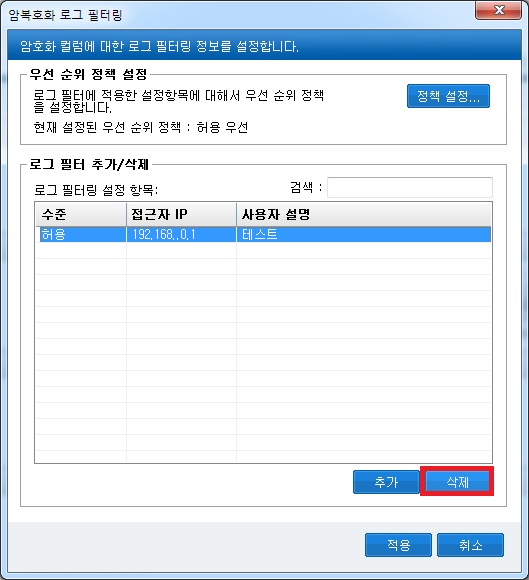 암복호화 로그 필터링
암호화 컬럼에 대한 로그 필터링 정보를 설정합니다.
우선 순위 정책 설정
로그 필터에 적용한 설정항목에 대해서 우선 순위 정책
을 설정합니다.
정책 설정...
현재 설정된 우선 순위 정책 : 허용 우선
로그 필터 추가/삭제
로그 필터링 설정 항목: 검색 :
수준 접근자 IP 사용자 설명
허용 192,168,,0,1 테스트
추가 삭제
적용 취소